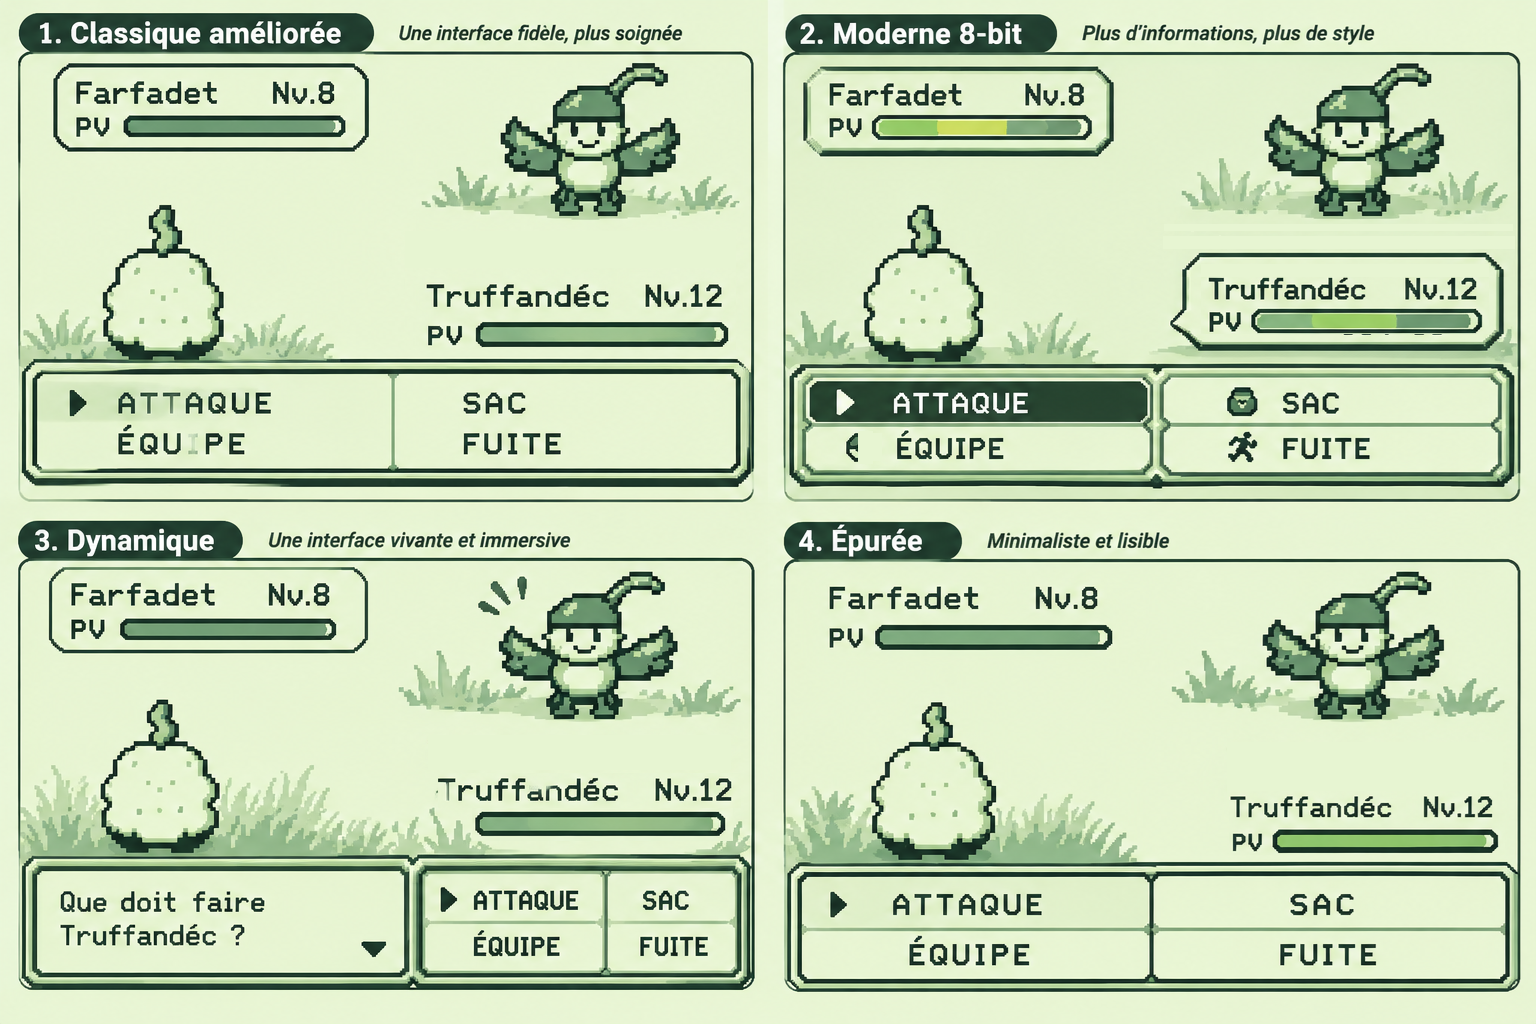 1. Classique améliorée
Une interface fidèle, plus soignée
Farfadet Nv.8
PV
Truffandéc Nv.12
PV
ATTAQUE SAC
ÉQUIPE FUITE
2. Moderne 8-bit
Plus d'informations, plus de style
Farfadet Nv.8
PV
Truffandéc Nv.12
PV
ATTAQUE SAC
ÉQUIPE FUITE
3. Dynamique
Une interface vivante et immersive
Farfadet Nv.8
PV
Truffandéc Nv.12
Que doit faire
Truffandéc ?
ATTAQUE SAC
ÉQUIPE FUITE
4. Épurée
Minimaliste et lisible
Farfadet Nv.8
PV
Truffandéc Nv.12
PV
ATTAQUE SAC
ÉQUIPE FUITE